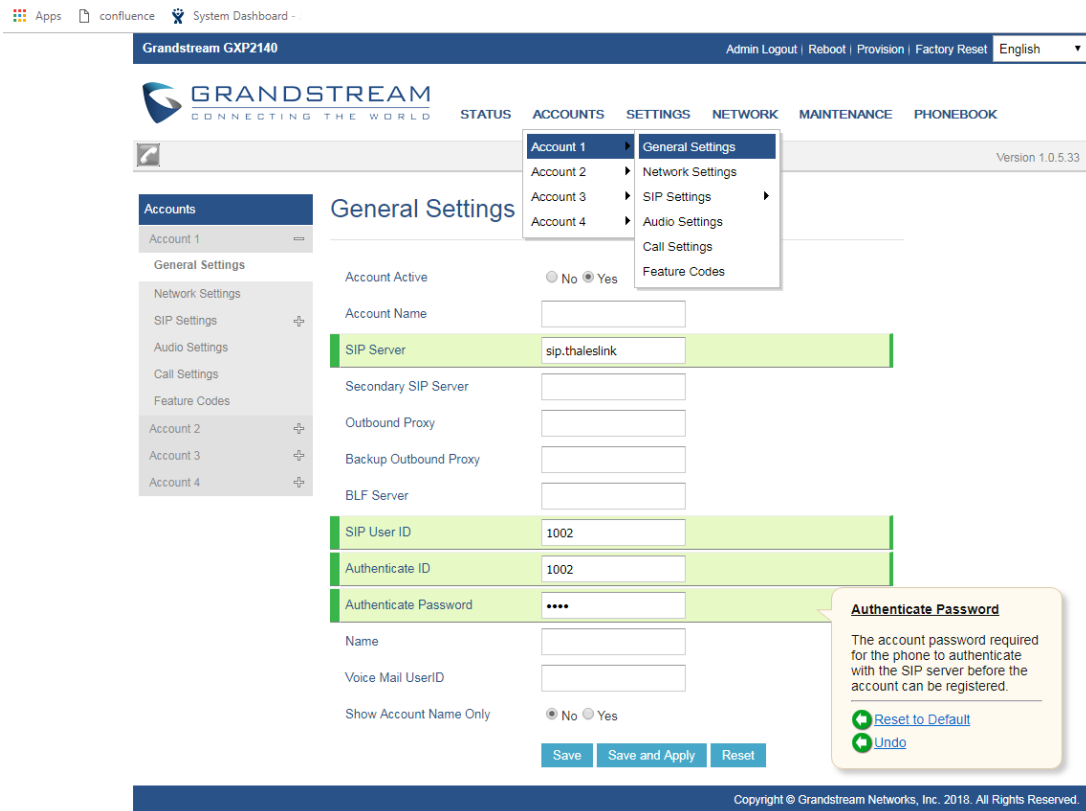 Apps confluence System Dashboard -
Grandstream GXP2140 Admin Logout | Reboot | Provision | Factory Reset English
GRANDSTREAM
CONNECTING THE WORLD
STATUS ACCOUNTS SETTINGS NETWORK MAINTENANCE PHONEBOOK
Account 1 General Settings
Account 2 Network Settings
Account 3 SIP Settings
Account 4 Audio Settings
Call Settings
Feature Codes
Version 1.0.5.33
Accounts
Account 1
General Settings
Network Settings
SIP Settings
Audio Settings
Call Settings
Feature Codes
Account 2
Account 3
Account 4
General Settings
Account Active No Yes
Account Name
SIP Server sip.thaleslink
Secondary SIP Server
Outbound Proxy
Backup Outbound Proxy
BLF Server
SIP User ID 1002
Authenticate ID 1002
Authenticate Password ••••
Name
Voice Mail UserID
Show Account Name Only No Yes
Save Save and Apply Reset
Authenticate Password
The account password required
for the phone to authenticate
with the SIP server before the
account can be registered.
Reset to Default
Undo
Copyright © Grandstream Networks, Inc. 2018. All Rights Reserved.